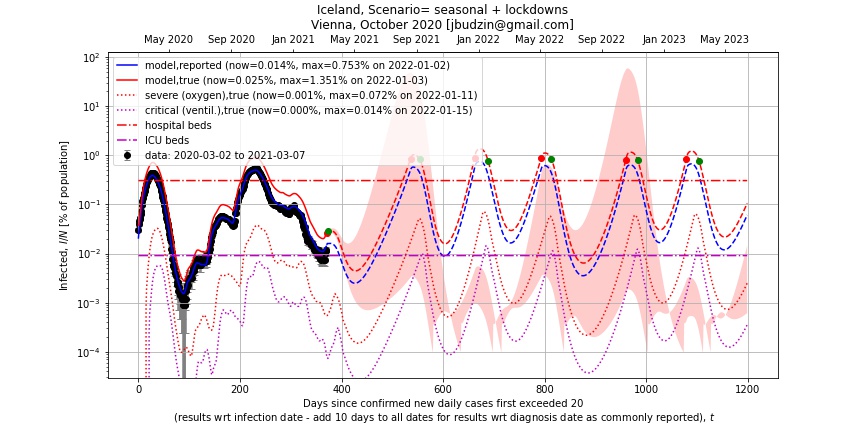 Iceland, Scenario= seasonal + lockdowns
Vienna, October 2020 [jbudzin@gmail.com]
May 2020 Sep 2020 Jan 2021 May 2021 Sep 2021 Jan 2022 May 2022 Sep 2022 Jan 2023 May 2023
model,reported (now=0.014%, max=0.753% on 2022-01-02)
model,true (now=0.025%, max=1.351% on 2022-01-03)
severe (oxygen),true (now=0.001%, max=0.072% on 2022-01-11)
critical (ventil.),true (now=0.000%, max=0.014% on 2022-01-15)
hospital beds
ICU beds
data: 2020-03-02 to 2021-03-07
Infected, I/N [% of population]
10²
10¹
10⁰
10⁻¹
10⁻²
10⁻³
10⁻⁴
0 200 400 600 800 1000 1200
Days since confirmed new daily cases first exceeded 20
(results wrt infection date - add 10 days to all dates for results wrt diagnosis date as commonly reported), t